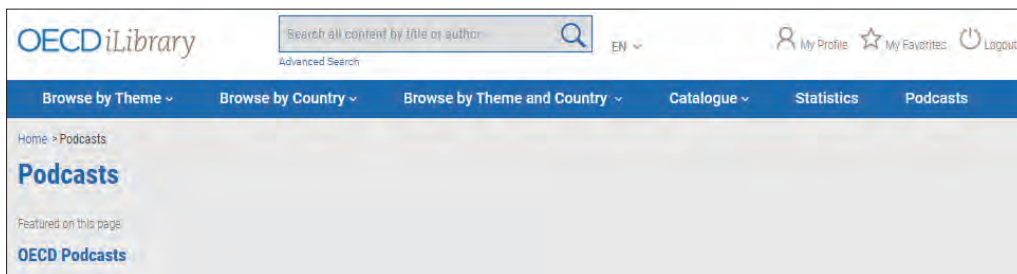 OECD iLibrary
Search all content by title or author
EN
My Profile My Favorites Logout
Advanced Search
Browse by Theme Browse by Country Browse by Theme and Country Catalogue Statistics Podcasts
Home > Podcasts
Podcasts
Featured on this page
OECD Podcasts